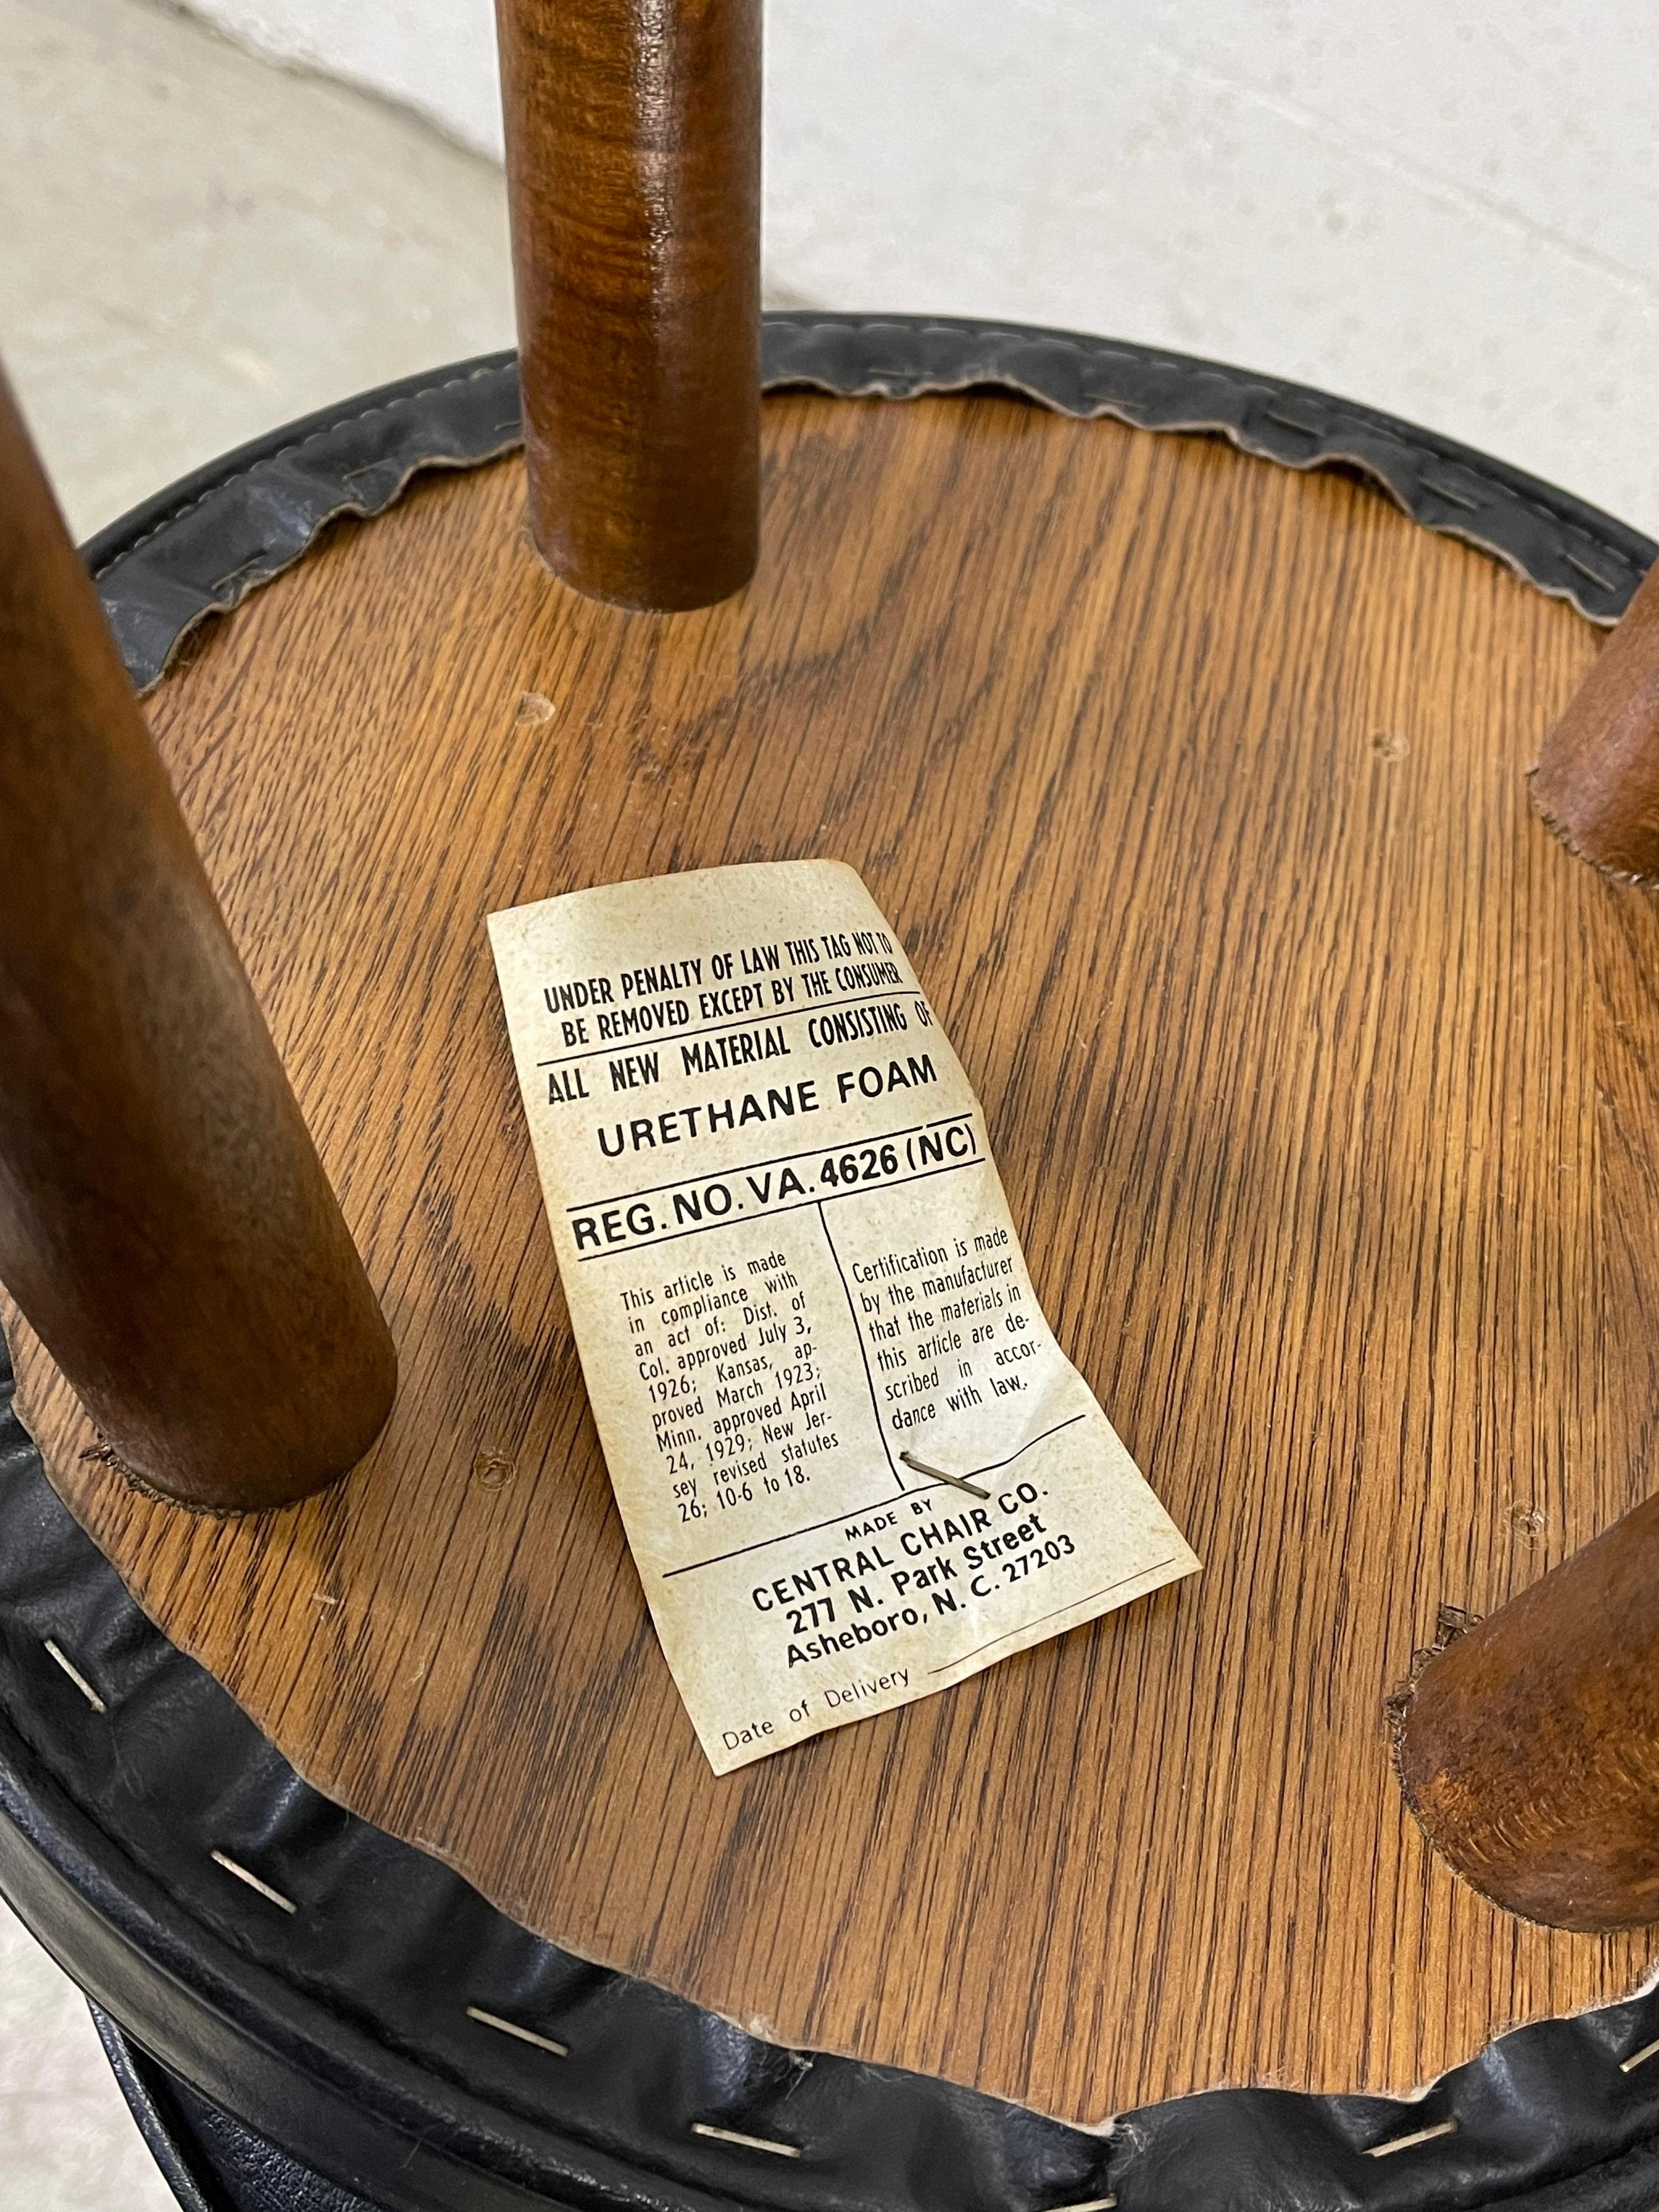 UNDER PENALTY OF LAW THIS TAG NOT TO
BE REMOVED EXCEPT BY THE CONSUMER
ALL NEW MATERIAL CONSISTING OF
URETHANE FOAM
REG. NO. VA. 4626 (NC)
This article is made
in compliance with
an act of: Dist. of
Col. approved July 3,
1926; Kansas, ap-
proved March 1923;
Minn. approved April
24, 1929; New Jer-
sey revised statutes
26; 10-6 to 18.
Certification is made
by the manufacturer
that the materials in
this article are de-
scribed in accor-
dance with law.
MADE BY
CENTRAL CHAIR CO.
277 N. Park Street
Asheboro, N. C. 27203
Date of Delivery